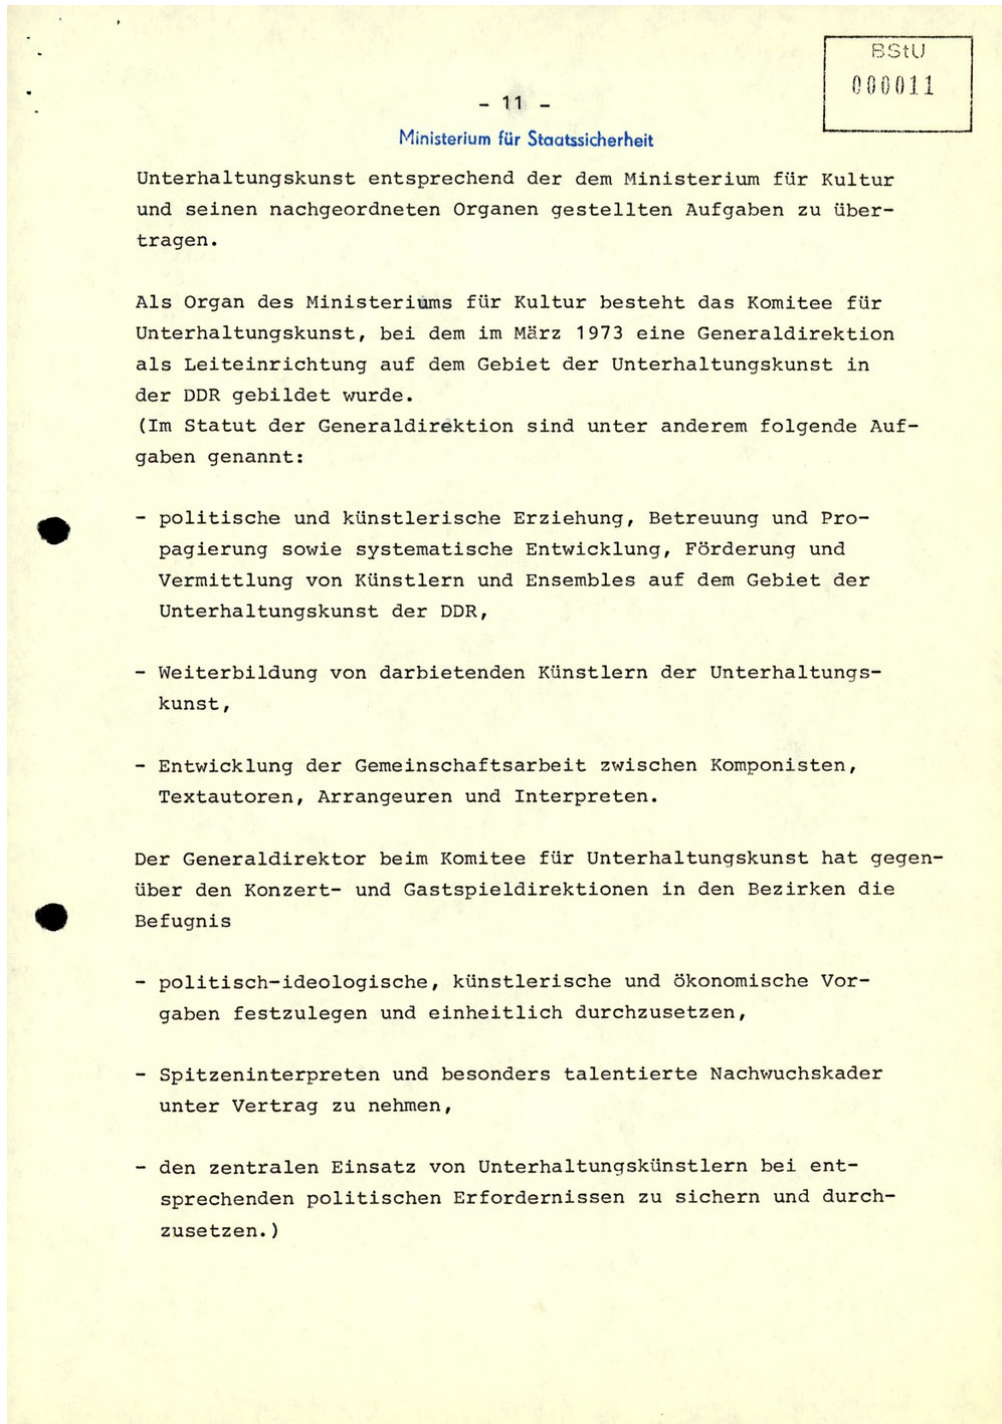 BStU
000011
- 11 -
Ministerium für Staatssicherheit
Unterhaltungskunst entsprechend der dem Ministerium für Kultur
und seinen nachgeordneten Organen gestellten Aufgaben zu über-
tragen.
Als Organ des Ministeriums für Kultur besteht das Komitee für
Unterhaltungskunst, bei dem im März 1973 eine Generaldirektion
als Leiteinrichtung auf dem Gebiet der Unterhaltungskunst in
der DDR gebildet wurde.
(Im Statut der Generaldirektion sind unter anderem folgende Auf-
gaben genannt:
- politische und künstlerische Erziehung, Betreuung und Pro-
pagierung sowie systematische Entwicklung, Förderung und
Vermittlung von Künstlern und Ensembles auf dem Gebiet der
Unterhaltungskunst der DDR,
- Weiterbildung von darbietenden Künstlern der Unterhaltungs-
kunst,
- Entwicklung der Gemeinschaftsarbeit zwischen Komponisten,
Textautoren, Arrangeuren und Interpreten.
Der Generaldirektor beim Komitee für Unterhaltungskunst hat gegen-
über den Konzert- und Gastspieldirektionen in den Bezirken die
Befugnis
- politisch-ideologische, künstlerische und ökonomische Vor-
gaben festzulegen und einheitlich durchzusetzen,
- Spitzeninterpreten und besonders talentierte Nachwuchskader
unter Vertrag zu nehmen,
- den zentralen Einsatz von Unterhaltungskünstlern bei ent-
sprechenden politischen Erfordernissen zu sichern und durch-
zusetzen.)